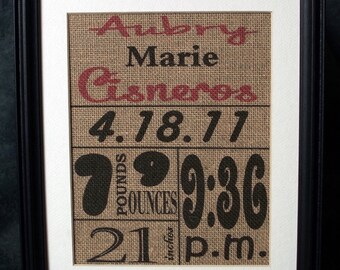 Aubry
Marie
Cisneros
4.18.11
7 POUNDS 9 OUNCES
9:36 p.m.
21 inches